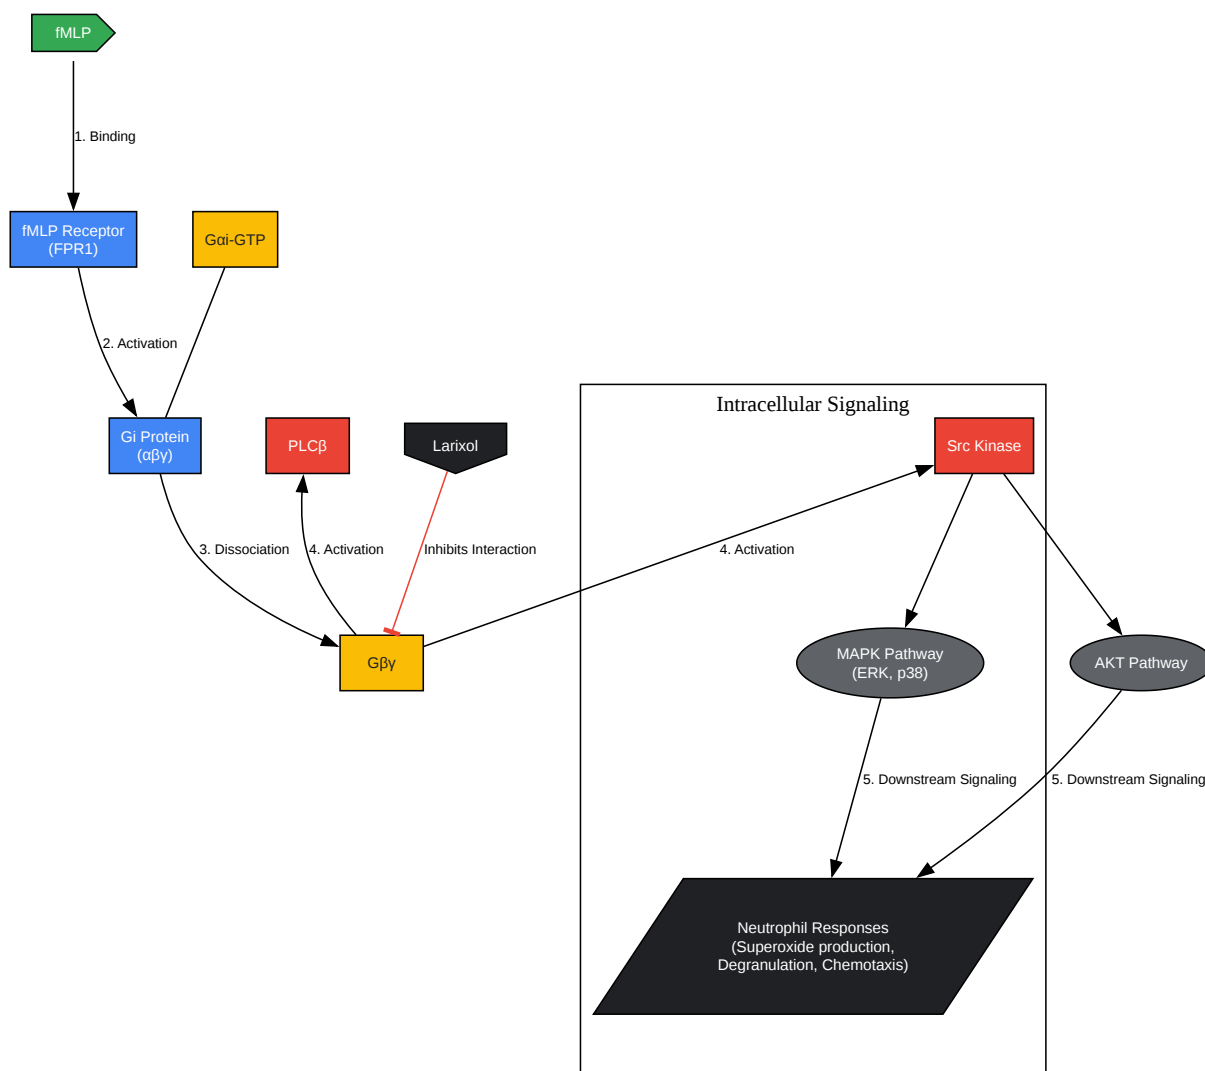 fMLP
1. Binding
fMLP Receptor
(FPR1)
Gαi-GTP
2. Activation
Intracellular Signaling
Gi Protein
(αβγ)
PLCβ
Larixol
Src Kinase
3. Dissociation
4. Activation
Inhibits Interaction
4. Activation
Gβγ
MAPK Pathway
(ERK, p38)
AKT Pathway
5. Downstream Signaling
5. Downstream Signaling
Neutrophil Responses
(Superoxide production,
Degranulation, Chemotaxis)